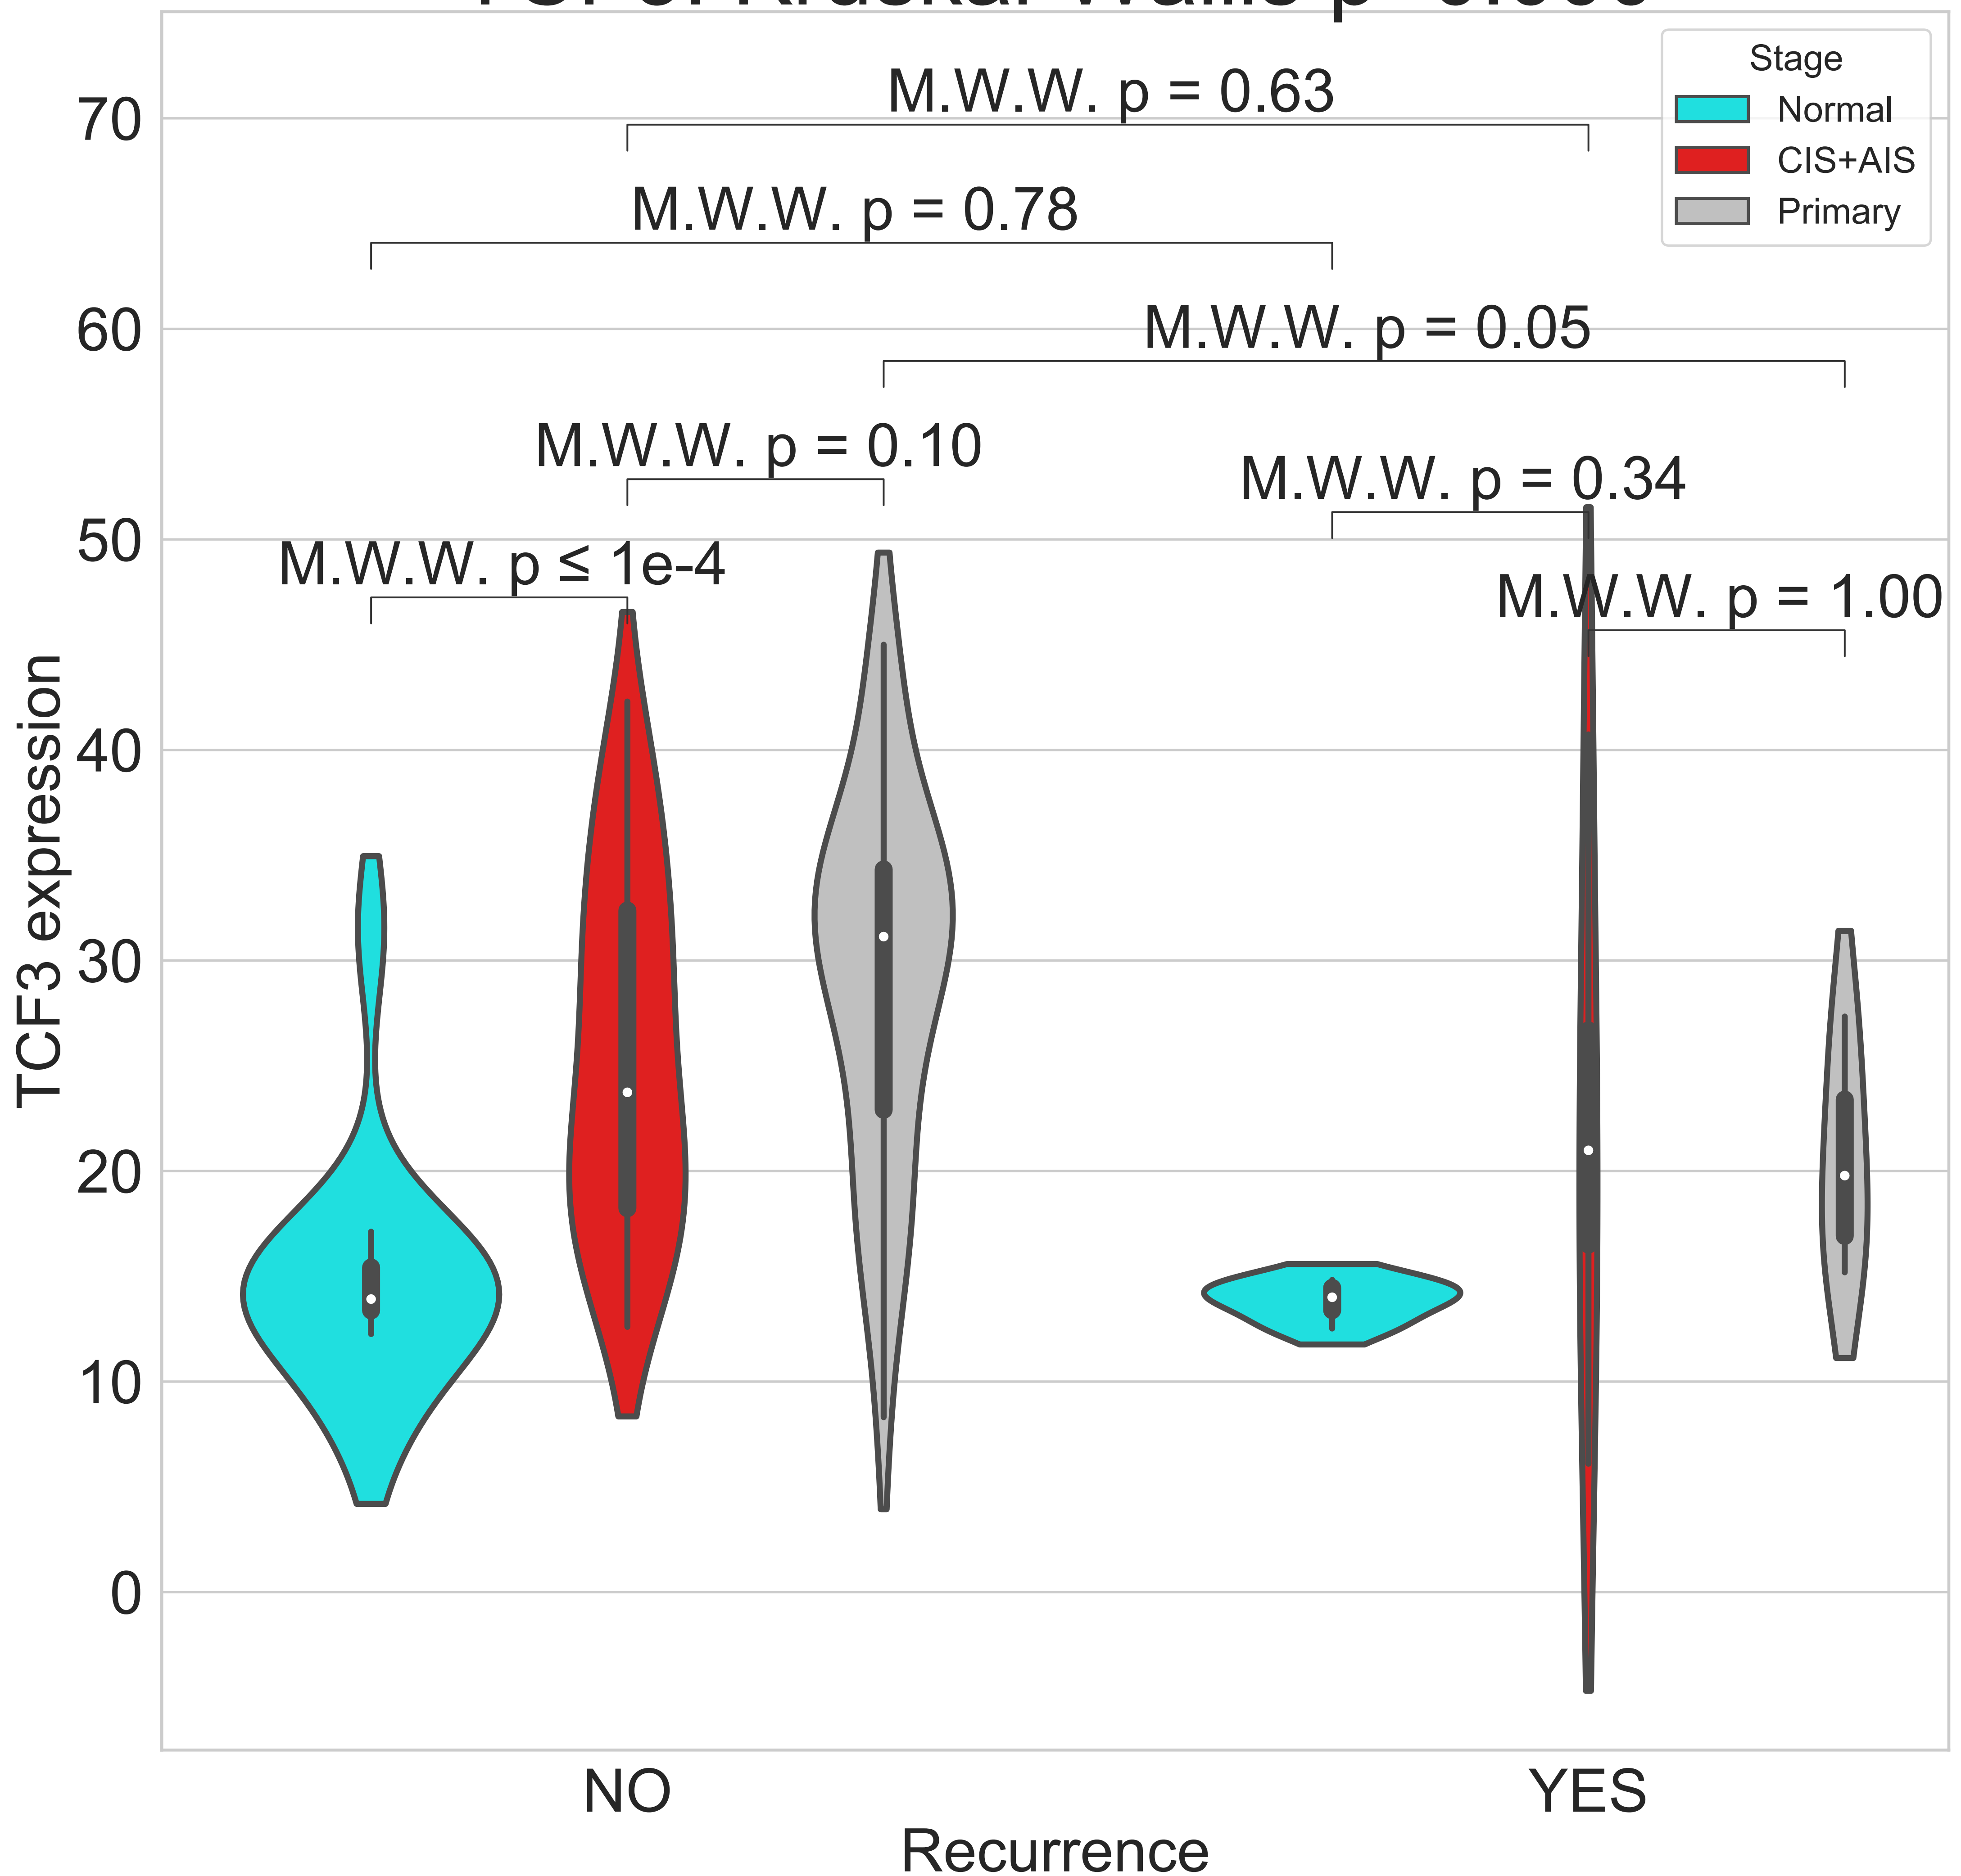 Stage
Normal
CIS+AIS
Primary
M.W.W. p = 0.63
M.W.W. p = 0.78
M.W.W. p = 0.05
M.W.W. p = 0.10
M.W.W. p = 0.34
M.W.W. p ≤ 1e-4
M.W.W. p = 1.00
70
60
50
40
30
20
10
0
TCF3 expression
NO
YES
Recurrence